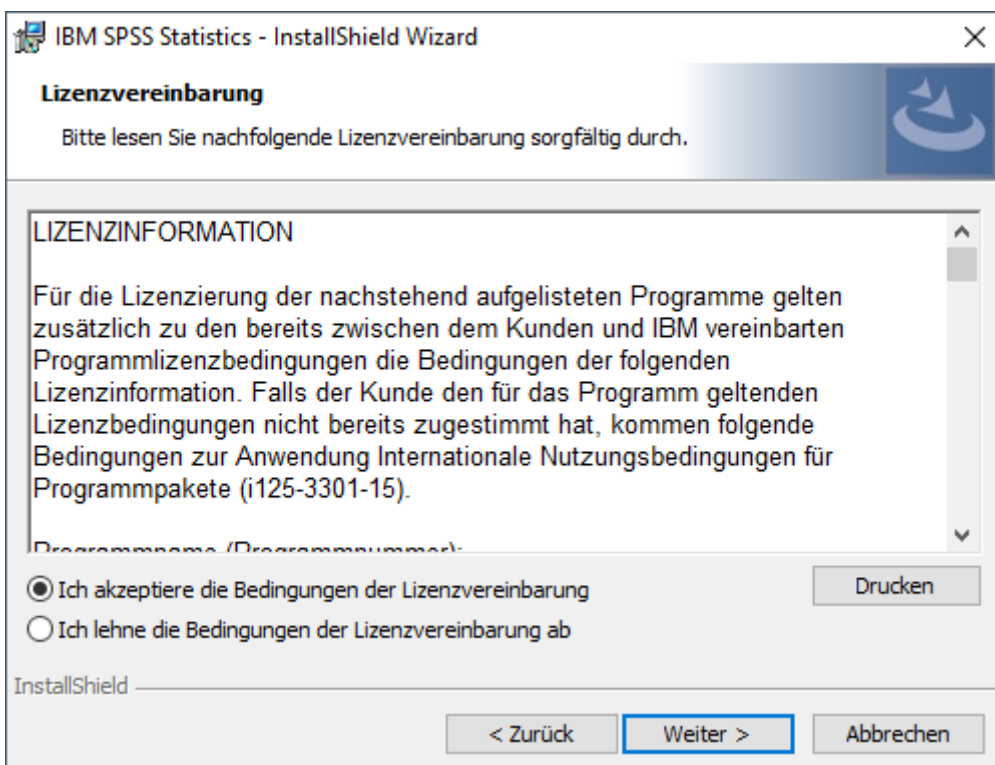 IBM SPSS Statistics - InstallShield Wizard
Lizenzvereinbarung
Bitte lesen Sie nachfolgende Lizenzvereinbarung sorgfältig durch.
LIZENZINFORMATION
Für die Lizenzierung der nachstehend aufgelisteten Programme gelten
zusätzlich zu den bereits zwischen dem Kunden und IBM vereinbarten
Programmlizenzbedingungen die Bedingungen der folgenden
Lizenzinformation. Falls der Kunde den für das Programm geltenden
Lizenzbedingungen nicht bereits zugestimmt hat, kommen folgende
Bedingungen zur Anwendung Internationale Nutzungsbedingungen für
Programmpakete (i125-3301-15).
Programmname (Programmnummer):
Ich akzeptiere die Bedingungen der Lizenzvereinbarung
Drucken
Ich lehne die Bedingungen der Lizenzvereinbarung ab
InstallShield
< Zurück
Weiter >
Abbrechen